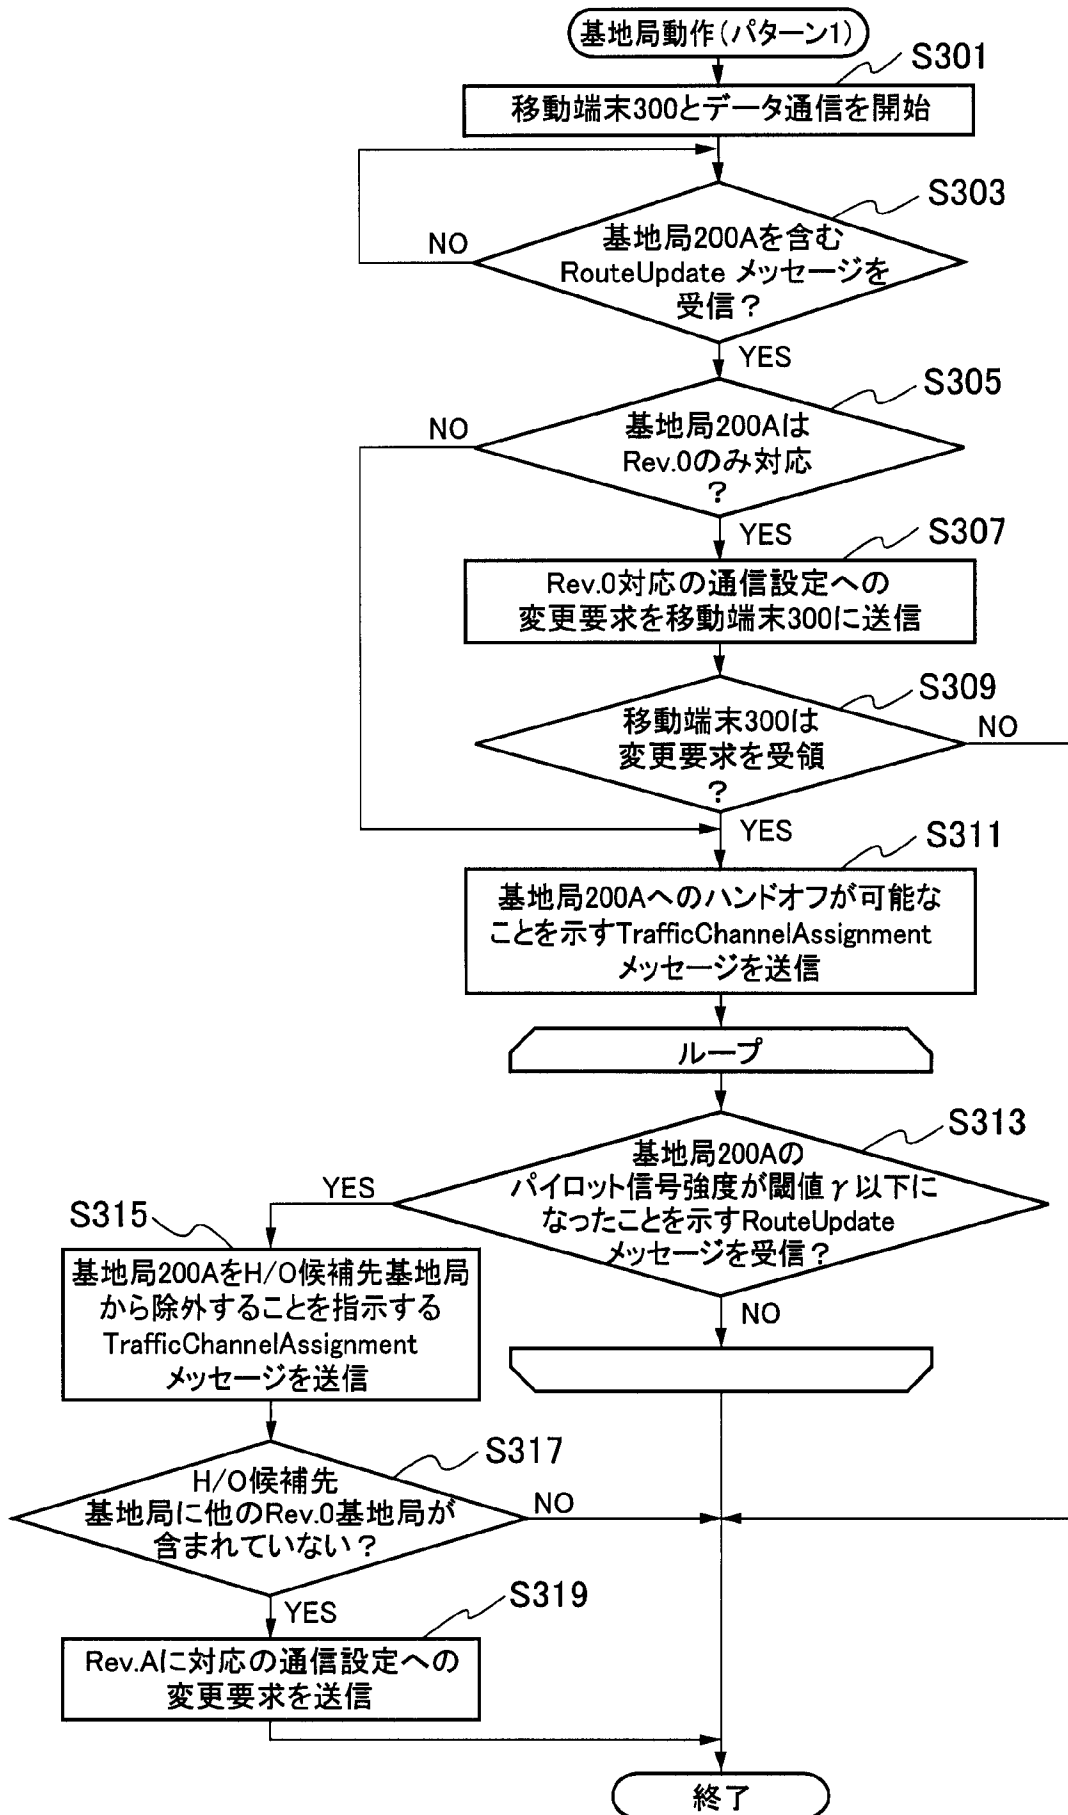 基地局動作(パターン1)
S301
移動端末300とデータ通信を開始
S303
基地局200Aを含む
RouteUpdate メッセージを
受信？
NO
YES
S305
基地局200Aは
Rev.0のみ対応
？
NO
YES
S307
Rev.0対応の通信設定への
変更要求を移動端末300に送信
S309
移動端末300は
変更要求を受領
？
NO
YES
S311
基地局200Aへのハンドオフが可能な
ことを示すTrafficChannelAssignment
メッセージを送信
ループ
S313
基地局200Aの
パイロット信号強度が閾値γ以下に
なったことを示すRouteUpdate
メッセージを受信？
YES
NO
S315
基地局200AをH/O候補先基地局
から除外することを指示する
TrafficChannelAssignment
メッセージを送信
S317
H/O候補先
基地局に他のRev.0基地局が
含まれていない？
NO
YES
S319
Rev.Aに対応の通信設定への
変更要求を送信
終了